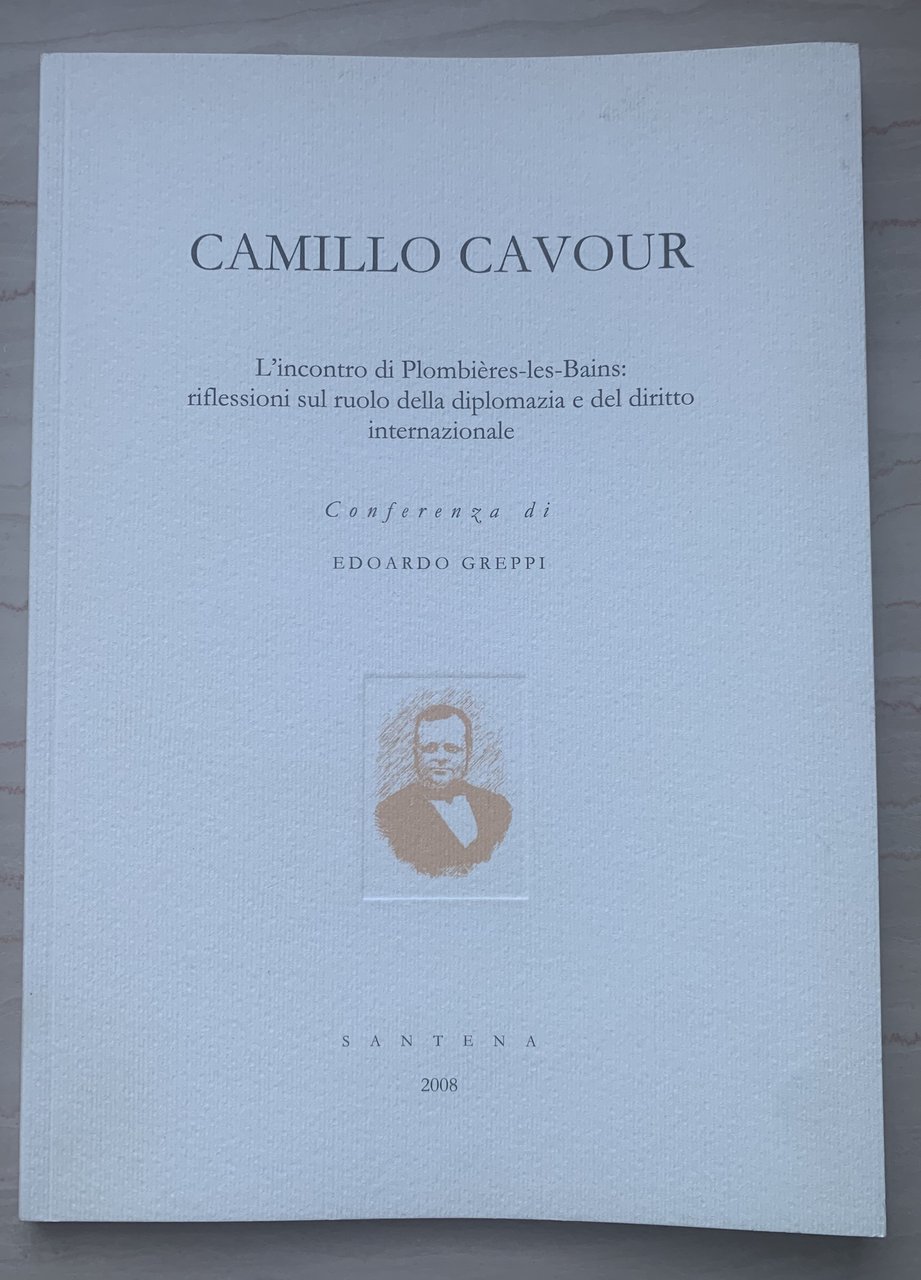 CAMILLO CAVOUR
L’incontro di Plombières-les-Bains:
riflessioni sul ruolo della diplomazia e del diritto
internazionale
Conferenza di
EDOARDO GREPPI
SANTENA
2008